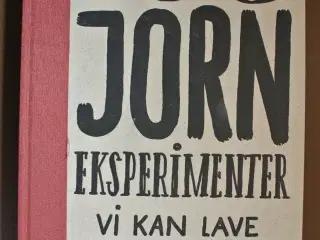 JORN
EKSPERIMENTER
Vi KAN LAVE